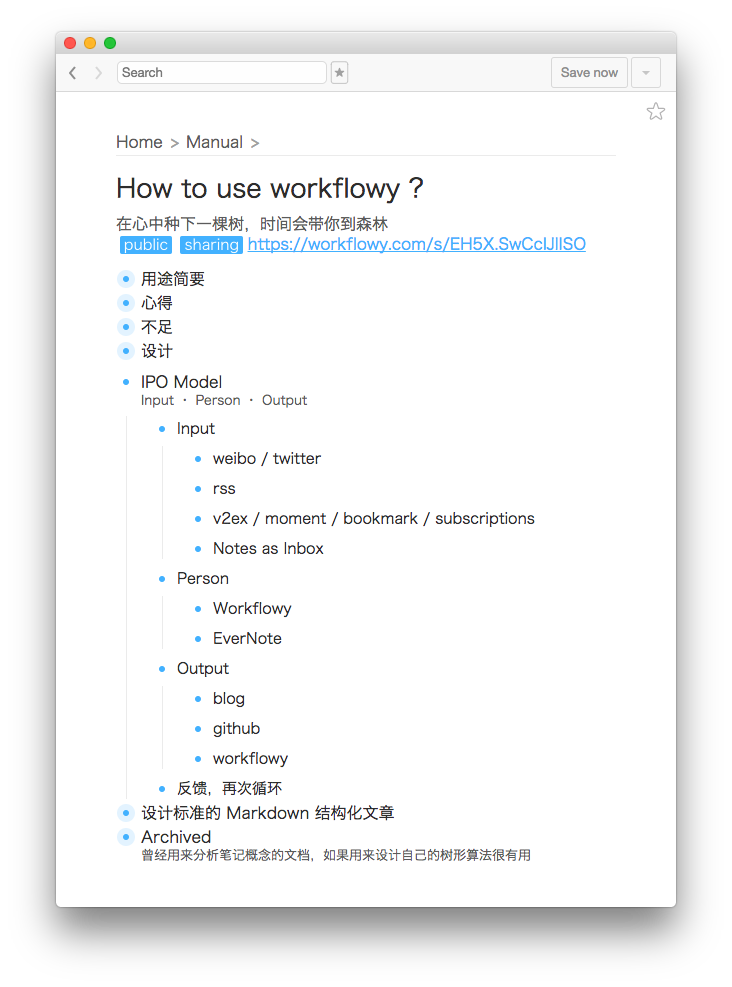 Search
Save now
Home > Manual >
How to use workflowy ?
在心中种下一棵树，时间会带你到森林
public sharing https://workflowy.com/s/EH5X.SwCclJllSO
用途简要
心得
不足
设计
IPO Model
Input · Person · Output
Input
weibo / twitter
rss
v2ex / moment / bookmark / subscriptions
Notes as Inbox
Person
Workflowy
EverNote
Output
blog
github
workflowy
反馈，再次循环
设计标准的 Markdown 结构化文章
Archived
曾经用来分析笔记概念的文档，如果用来设计自己的树形算法很有用